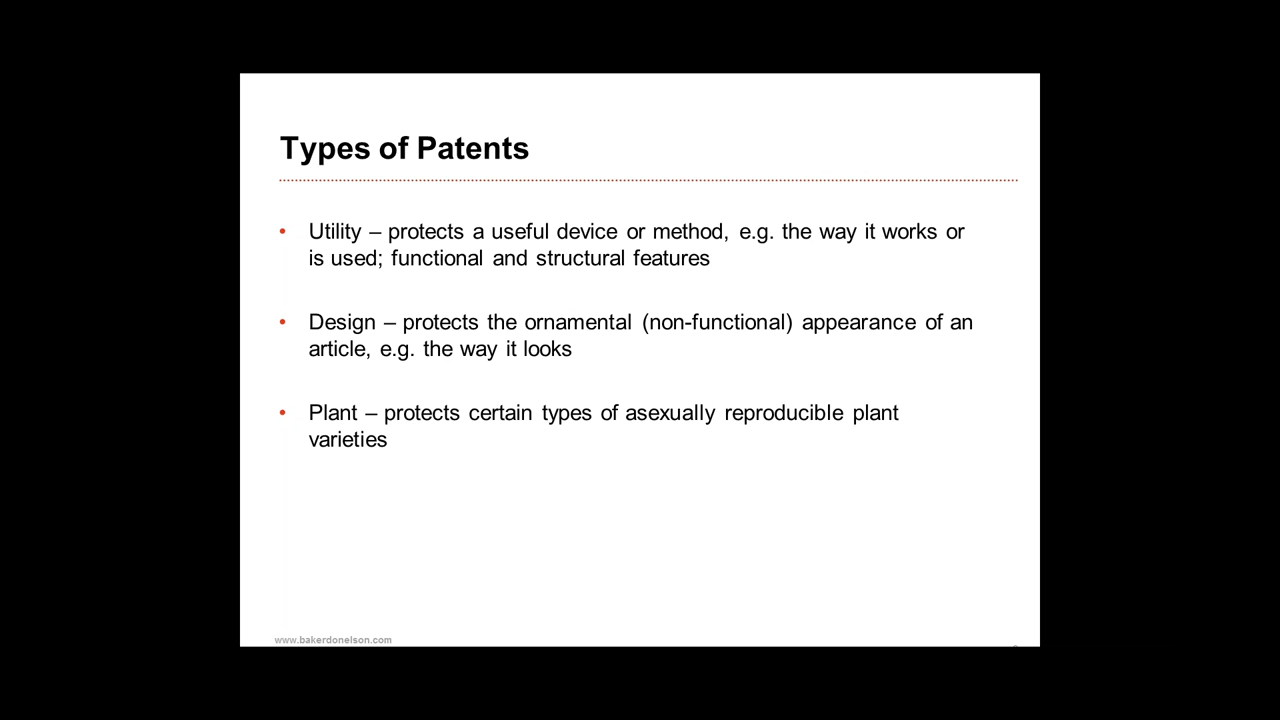 Types of Patents
• Utility – protects a useful device or method, e.g. the way it works or
is used; functional and structural features
• Design – protects the ornamental (non-functional) appearance of an
article, e.g. the way it looks
• Plant – protects certain types of asexually reproducible plant
varieties
www.bakerdonelson.com